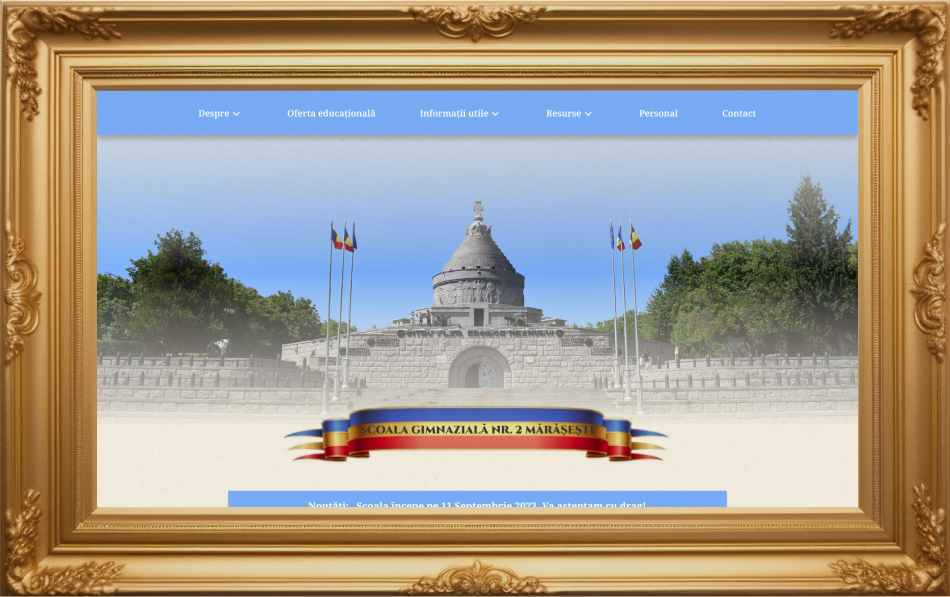 Despre
Oferta educațională
Informații utile
Resurse
Personal
Contact
ȘCOALA GIMNAZIALĂ NR. 2 MĂRĂȘEȘTI
Noutăți: Școala începe pe 11 Septembrie 2023. Va așteptam cu drag!